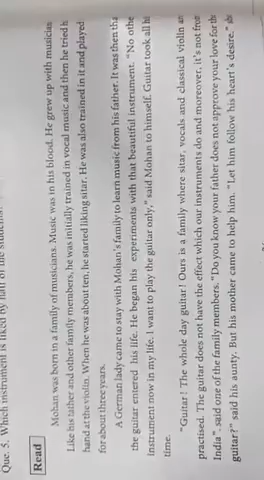 Que. 5. Which instrument is liked by half of the students.
Read
Mohan was born in a family of musicians. Music was in his blood. He grew up with musicians
Like his father and other family members, he was initially trained in vocal music and then he tried h
hand at the violin. When he was about ten, he started liking sitar. He was also trained in it and played
for about three years.
A German lady came to stay with Mohan's family to learn music from his father. It was then tha
the guitar entered his life. He began his experiments with that beautiful instrument. "No othe
Instrument now in my life. I want to play the guitar only," said Mohan to himself. Guitar took all hi
time.
"Guitar! The whole day guitar! Ours is a family where sitar, vocals and classical violin ar
practised. The guitar does not have the effect which our instruments do and moreover, it's not from
India" said one of the family members. "Do you know your father does not approve your love for th
guitar?" said his aunty. But his mother came to help him. "Let him follow his heart's desire," sh